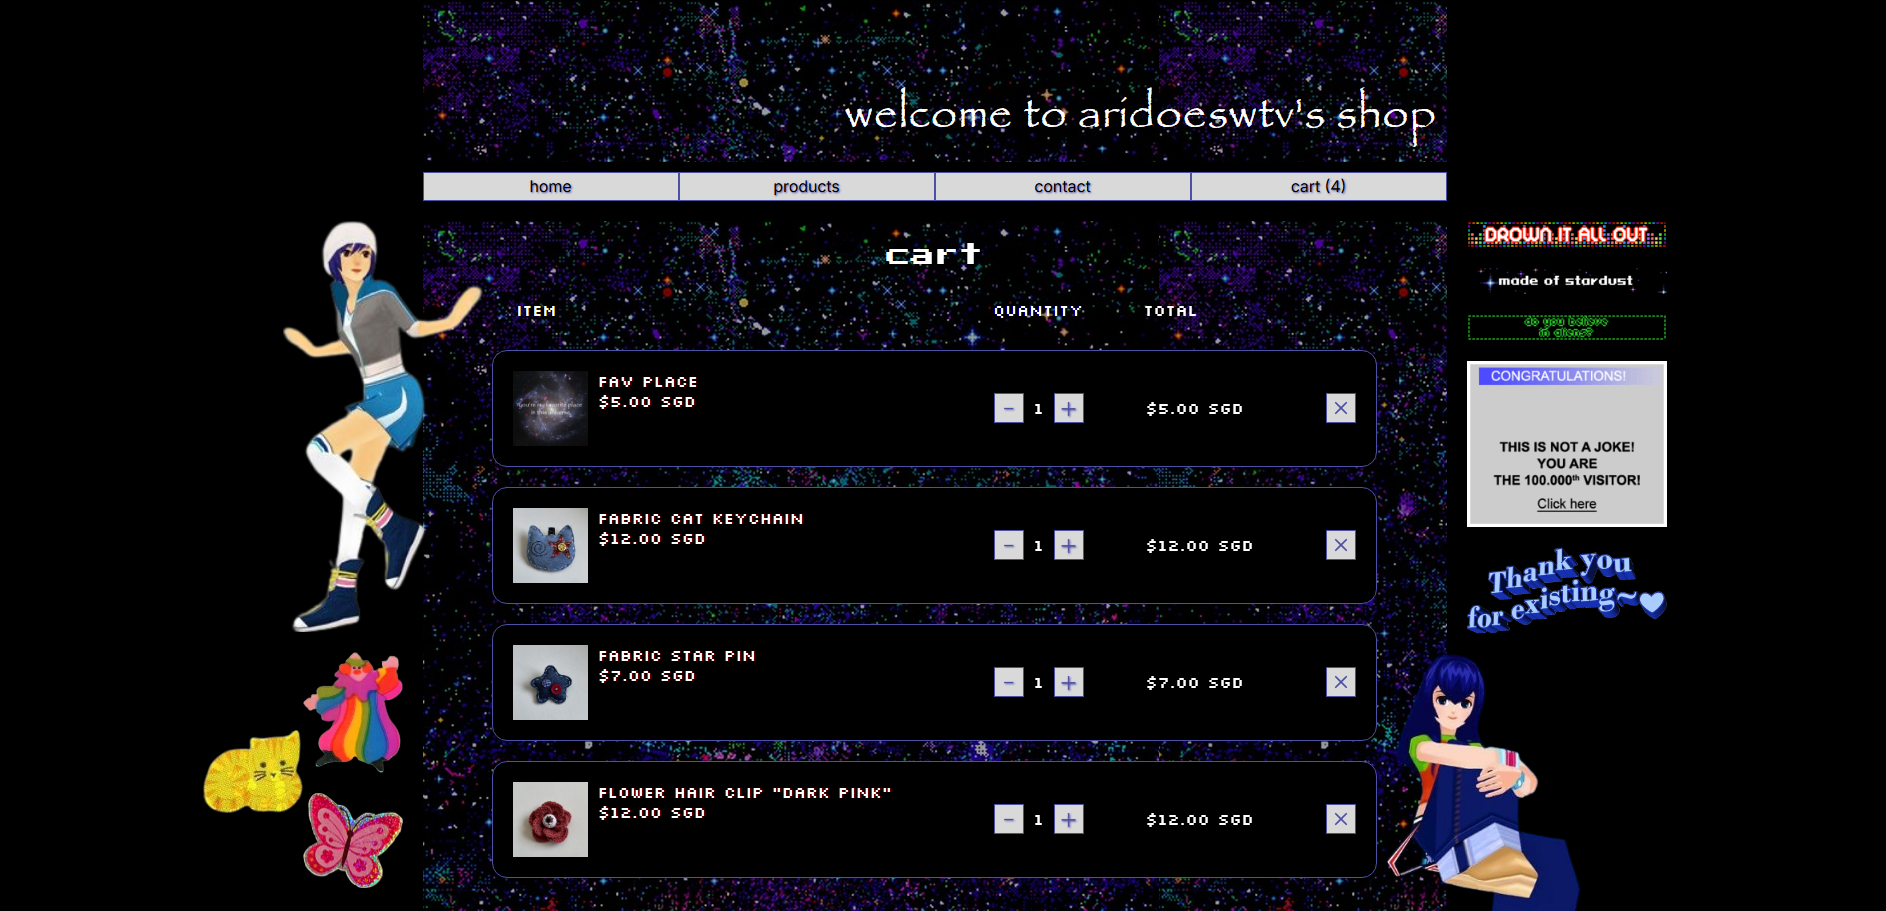 welcome to aridoeswtv's shop
home
products
contact
cart (4)
cart
ITEM
QUANTITY
TOTAL
FAV PLACE
$5.00 SGD
− 1 +
$5.00 SGD
×
FABRIC CAT KEYCHAIN
$12.00 SGD
− 1 +
$12.00 SGD
×
FABRIC STAR PIN
$7.00 SGD
− 1 +
$7.00 SGD
×
FLOWER HAIR CLIP "DARK PINK"
$12.00 SGD
− 1 +
$12.00 SGD
×
DROWN IT ALL OUT
made of stardust
do you believe
in aliens?
CONGRATULATIONS!
THIS IS NOT A JOKE!
YOU ARE
THE 100.000th VISITOR!
Click here
Thank you
for existing~